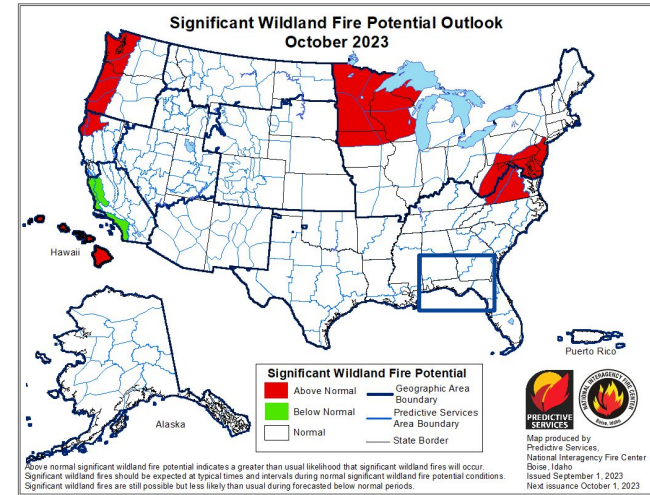 Significant Wildland Fire Potential Outlook
October 2023
Hawaii
Alaska
Puerto Rico
Significant Wildland Fire Potential
Above Normal
Below Normal
Normal
Geographic Area
Boundary
Predictive Services
Area Boundary
State Border
PREDICTIVE
SERVICES
NATIONAL INTERAGENCY FIRE CENTER
Boise, Idaho
Map produced by
Predictive Services,
National Interagency Fire Center
Boise, Idaho
Issued September 1, 2023
Next issuance October 1, 2023
Above normal significant wildland fire potential indicates a greater than usual likelihood that significant wildland fires will occur.
Significant wildland fires should be expected at typical times and intervals during normal significant wildland fire potential conditions.
Significant wildland fires are still possible but less likely than usual during forecasted below normal periods.